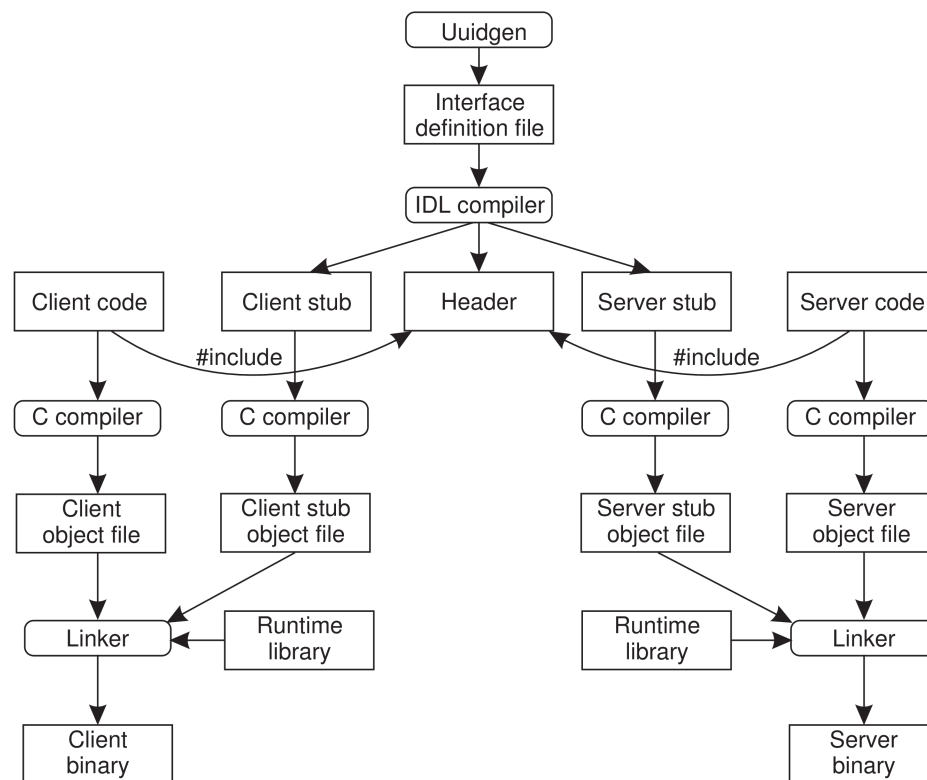 Uuidgen
Interface
definition file
IDL compiler
Client code
Client stub
Header
Server stub
Server code
#include
#include
C compiler
C compiler
C compiler
C compiler
Client
object file
Client stub
object file
Server stub
object file
Server
object file
Linker
Runtime
library
Runtime
library
Linker
Client
binary
Server
binary